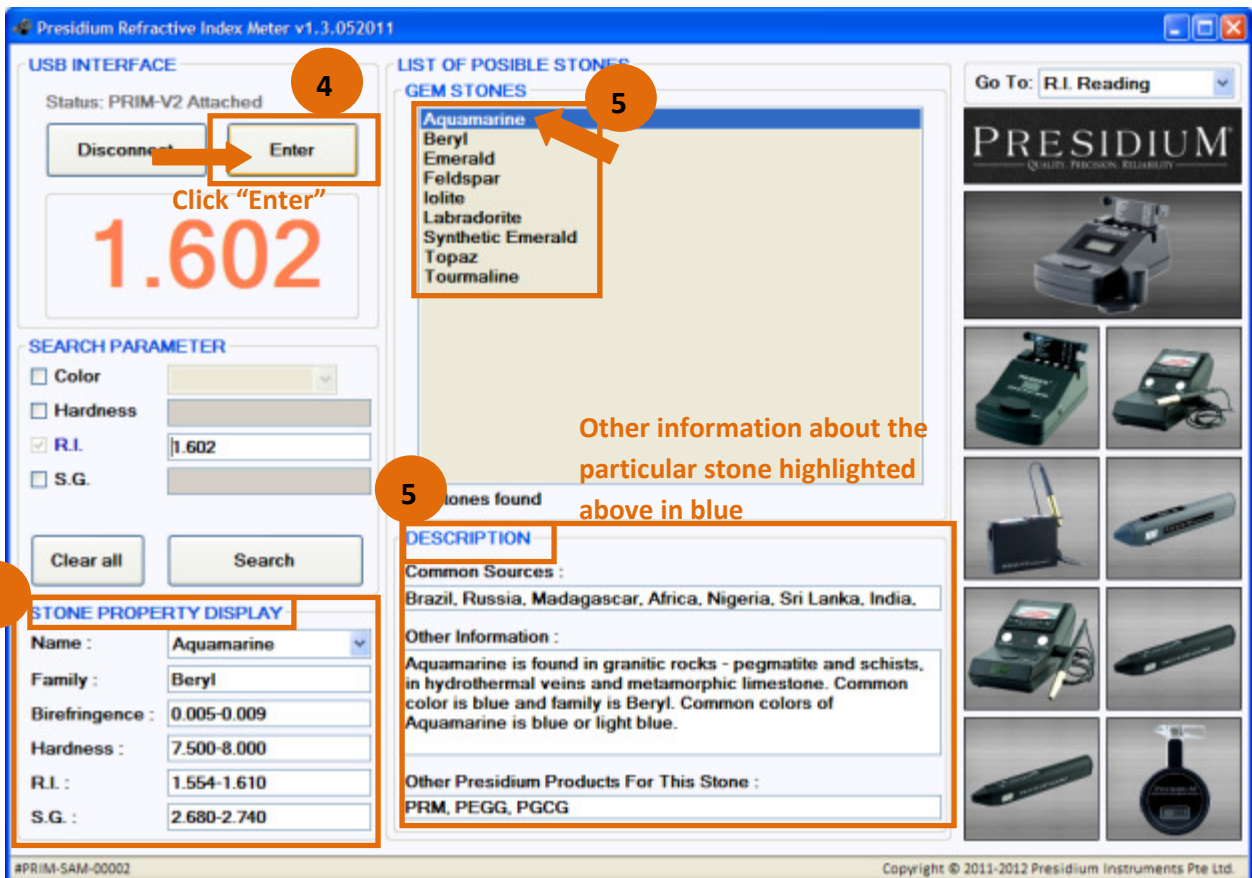 Presidium Refractive Index Meter v1.3.052011
USB INTERFACE
Status: PRIM-V2 Attached
4
Disconnect
Enter
Click “Enter”
1.602
SEARCH PARAMETER
Color
Hardness
R.I.
1.602
S.G.
Clear all
Search
STONE PROPERTY DISPLAY
Name :
Aquamarine
Family :
Beryl
Birefringence :
0.005-0.009
Hardness :
7.500-8.000
R.I. :
1.554-1.610
S.G. :
2.680-2.740
LIST OF POSIBLE STONES
GEM STONES
5
Aquamarine
Beryl
Emerald
Feldspar
Iolite
Labradorite
Synthetic Emerald
Topaz
Tourmaline
Other information about the
particular stone highlighted
above in blue
5
stones found
DESCRIPTION
Common Sources :
Brazil, Russia, Madagascar, Africa, Nigeria, Sri Lanka, India,
Other Information :
Aquamarine is found in granitic rocks - pegmatite and schists,
in hydrothermal veins and metamorphic limestone. Common
color is blue and family is Beryl. Common colors of
Aquamarine is blue or light blue.
Other Presidium Products For This Stone :
PRM, PEGG, PGCG
Go To:
R.I. Reading
PRESIDIUM
QUALITY. PRECISION. RELIABILITY
#PRIM-SAM-00002
Copyright © 2011-2012 Presidium Instruments Pte Ltd.